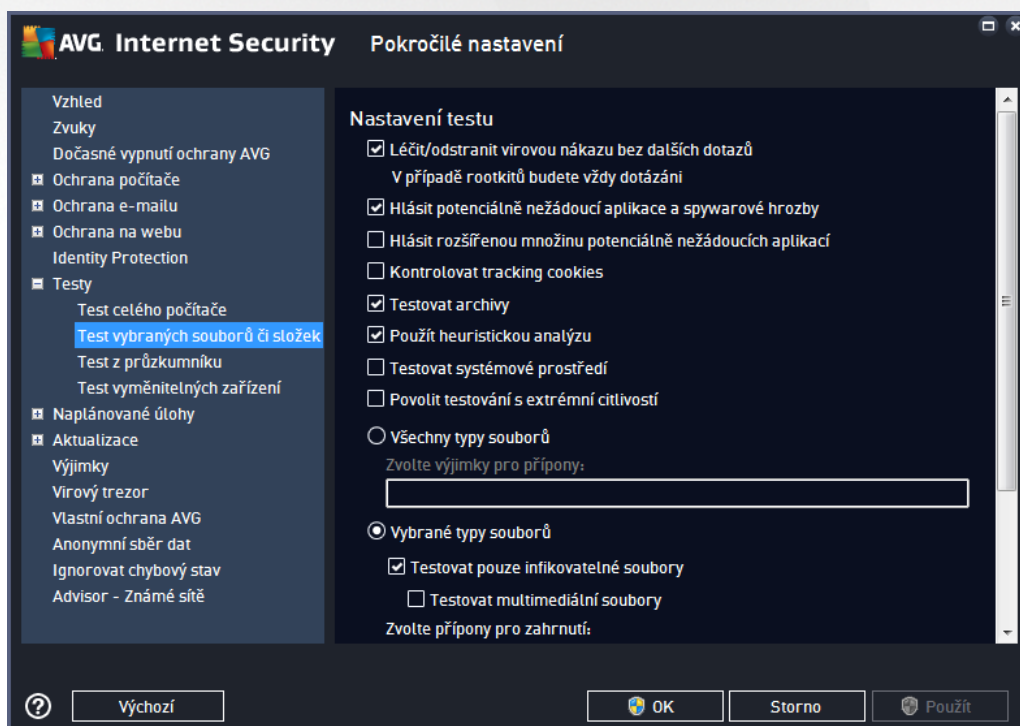 AVG. Internet Security Pokročilé nastavení
Vzhled
Zvuky
Dočasné vypnutí ochrany AVG
Ochrana počítače
Ochrana e-mailu
Ochrana na webu
Identity Protection
Testy
Test celého počítače
Test vybraných souborů či složek
Test z průzkumníku
Test vyměnitelných zařízení
Naplánované úlohy
Aktualizace
Výjimky
Virový trezor
Vlastní ochrana AVG
Anonymní sběr dat
Ignorovat chybový stav
Advisor - Známé sítě
Nastavení testu
Léčit/odstranit virovou nákazu bez dalších dotazů
V případě rootkitů budete vždy dotázáni
Hlásit potenciálně nežádoucí aplikace a spywarové hrozby
Hlásit rozšířenou množinu potenciálně nežádoucích aplikací
Kontrolovat tracking cookies
Testovat archivy
Použít heuristickou analýzu
Testovat systémové prostředí
Povolit testování s extrémní citlivostí
Všechny typy souborů
Zvolte výjimky pro přípony:
Vybrané typy souborů
Testovat pouze infikovatelné soubory
Testovat multimediální soubory
Zvolte přípony pro zahrnutí:
Výchozí
OK
Storno
Použít